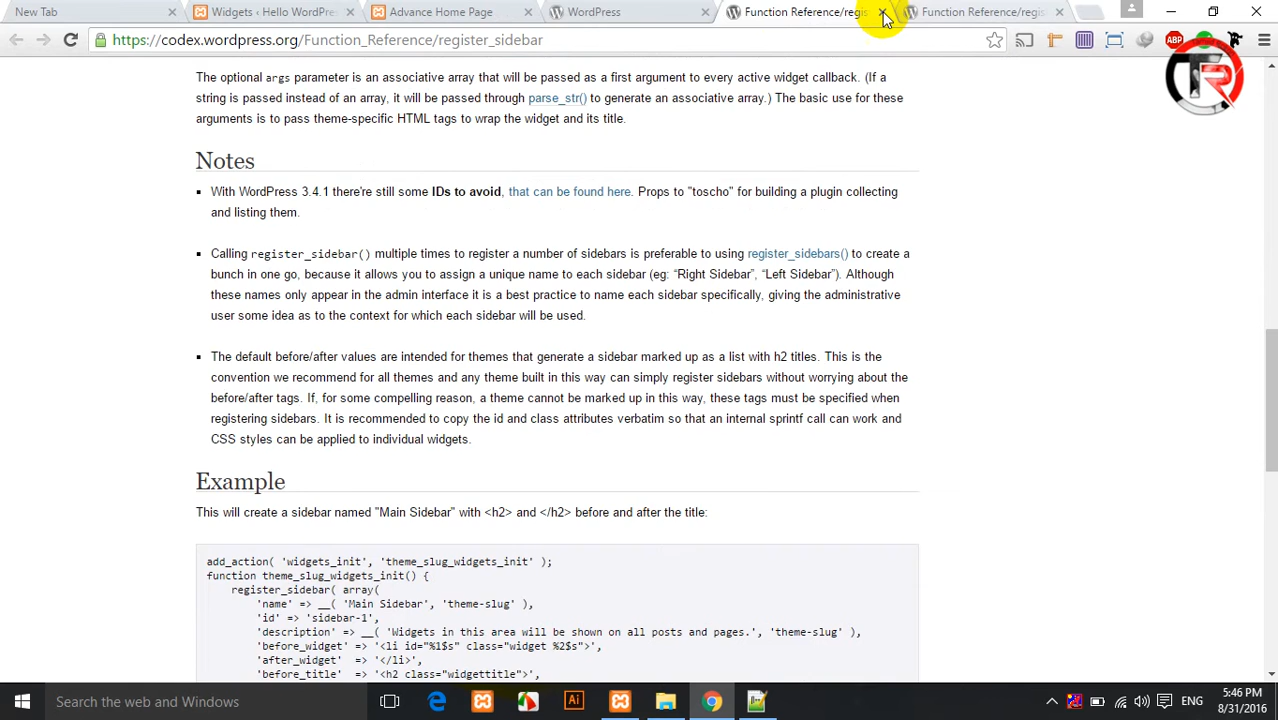 New Tab
Widgets ‹ Hello WordPre
Advance Home Page
WordPress
Function Reference/regis
Function Reference/regis
https://codex.wordpress.org/Function_Reference/register_sidebar
ABP
The optional args parameter is an associative array that will be passed as a first argument to every active widget callback. (If a
string is passed instead of an array, it will be passed through parse_str() to generate an associative array.) The basic use for these
arguments is to pass theme-specific HTML tags to wrap the widget and its title.
Notes
With WordPress 3.4.1 there're still some IDs to avoid, that can be found here. Props to "toscho" for building a plugin collecting
and listing them.
Calling register_sidebar() multiple times to register a number of sidebars is preferable to using register_sidebars() to create a
bunch in one go, because it allows you to assign a unique name to each sidebar (eg: “Right Sidebar”, “Left Sidebar”). Although
these names only appear in the admin interface it is a best practice to name each sidebar specifically, giving the administrative
user some idea as to the context for which each sidebar will be used.
The default before/after values are intended for themes that generate a sidebar marked up as a list with h2 titles. This is the
convention we recommend for all themes and any theme built in this way can simply register sidebars without worrying about the
before/after tags. If, for some compelling reason, a theme cannot be marked up in this way, these tags must be specified when
registering sidebars. It is recommended to copy the id and class attributes verbatim so that an internal sprintf call can work and
CSS styles can be applied to individual widgets.
Example
This will create a sidebar named "Main Sidebar" with <h2> and </h2> before and after the title:
add_action( 'widgets_init', 'theme_slug_widgets_init' );
function theme_slug_widgets_init() {
register_sidebar( array(
'name' => __( 'Main Sidebar', 'theme-slug' ),
'id' => 'sidebar-1',
'description' => __( 'Widgets in this area will be shown on all posts and pages.', 'theme-slug' ),
'before_widget' => '<li id="%1$s" class="widget %2$s">',
'after_widget'  => '</li>',
'before_title'  => '<h2 class="widgettitle">',
Search the web and Windows
Ai
ENG
5:46 PM
8/31/2016